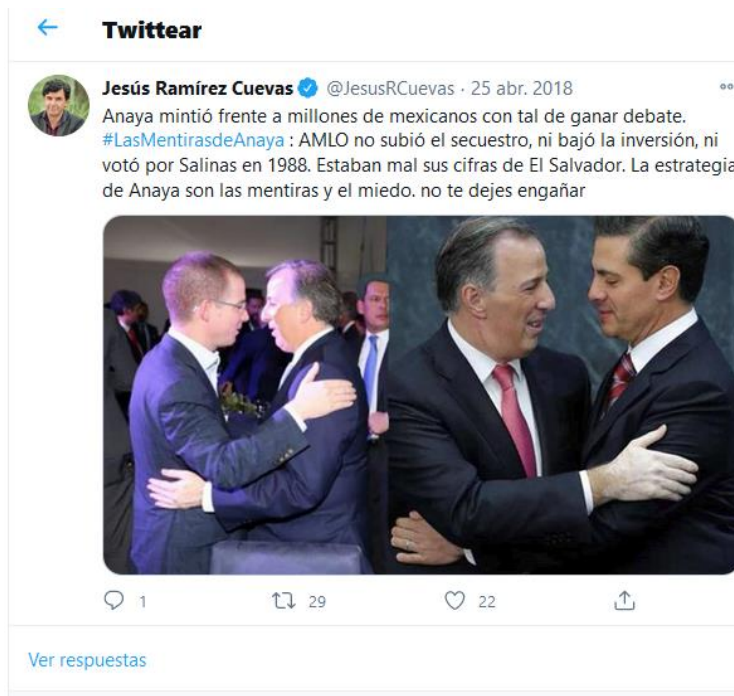 Twittear
Jesús Ramírez Cuevas @JesusRCuevas · 25 abr. 2018
Anaya mintió frente a millones de mexicanos con tal de ganar debate.
#LasMentirasdeAnaya : AMLO no subió el secuestro, ni bajó la inversión, ni
votó por Salinas en 1988. Estaban mal sus cifras de El Salvador. La estrategia
de Anaya son las mentiras y el miedo. no te dejes engañar
1 29 22
Ver respuestas